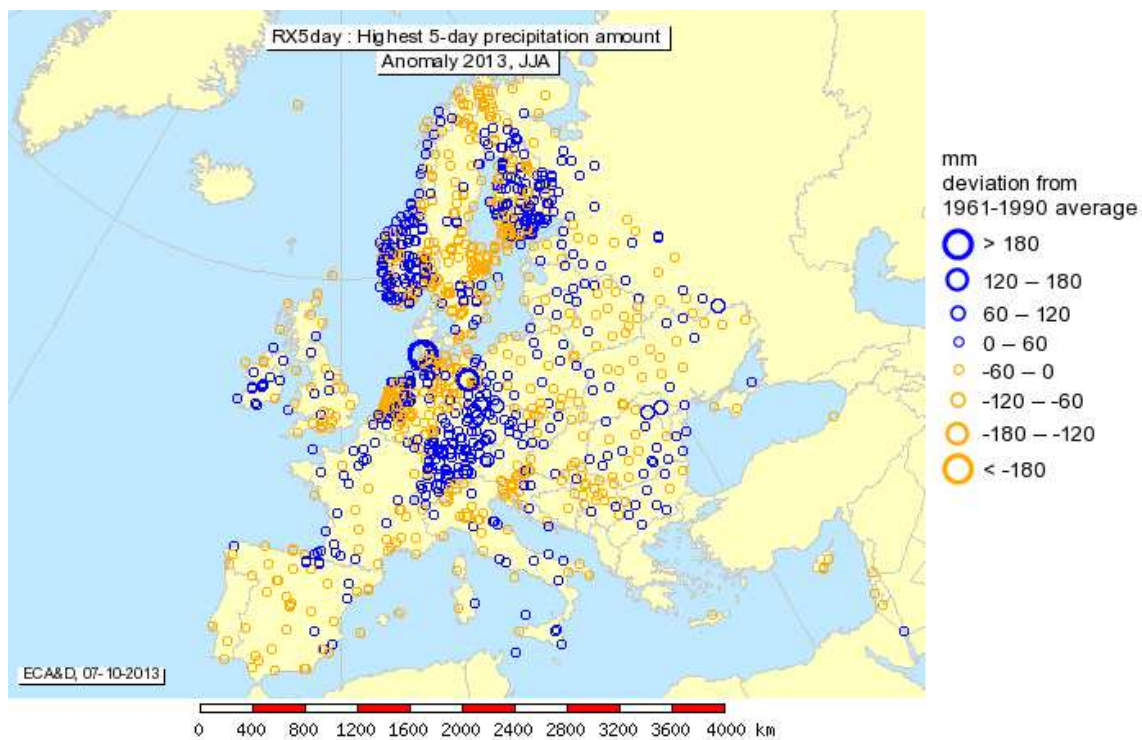 RX5day : Highest 5-day precipitation amount
Anomaly 2013, JJA
mm
deviation from
1961-1990 average
> 180
120 – 180
60 – 120
0 – 60
-60 – 0
-120 – -60
-180 – -120
< -180
ECA&D, 07-10-2013
0 400 800 1200 1600 2000 2400 2800 3200 3600 4000 km